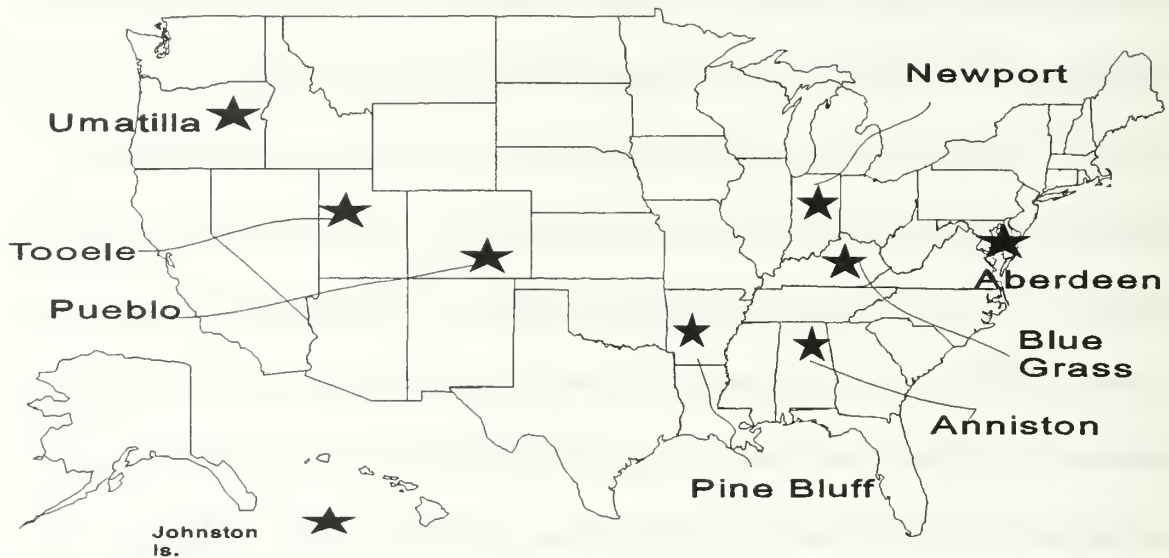 Newport
Umatilla
Tooele
Aberdeen
Pueblo
Blue
Grass
Anniston
Pine Bluff
Johnston
Is.